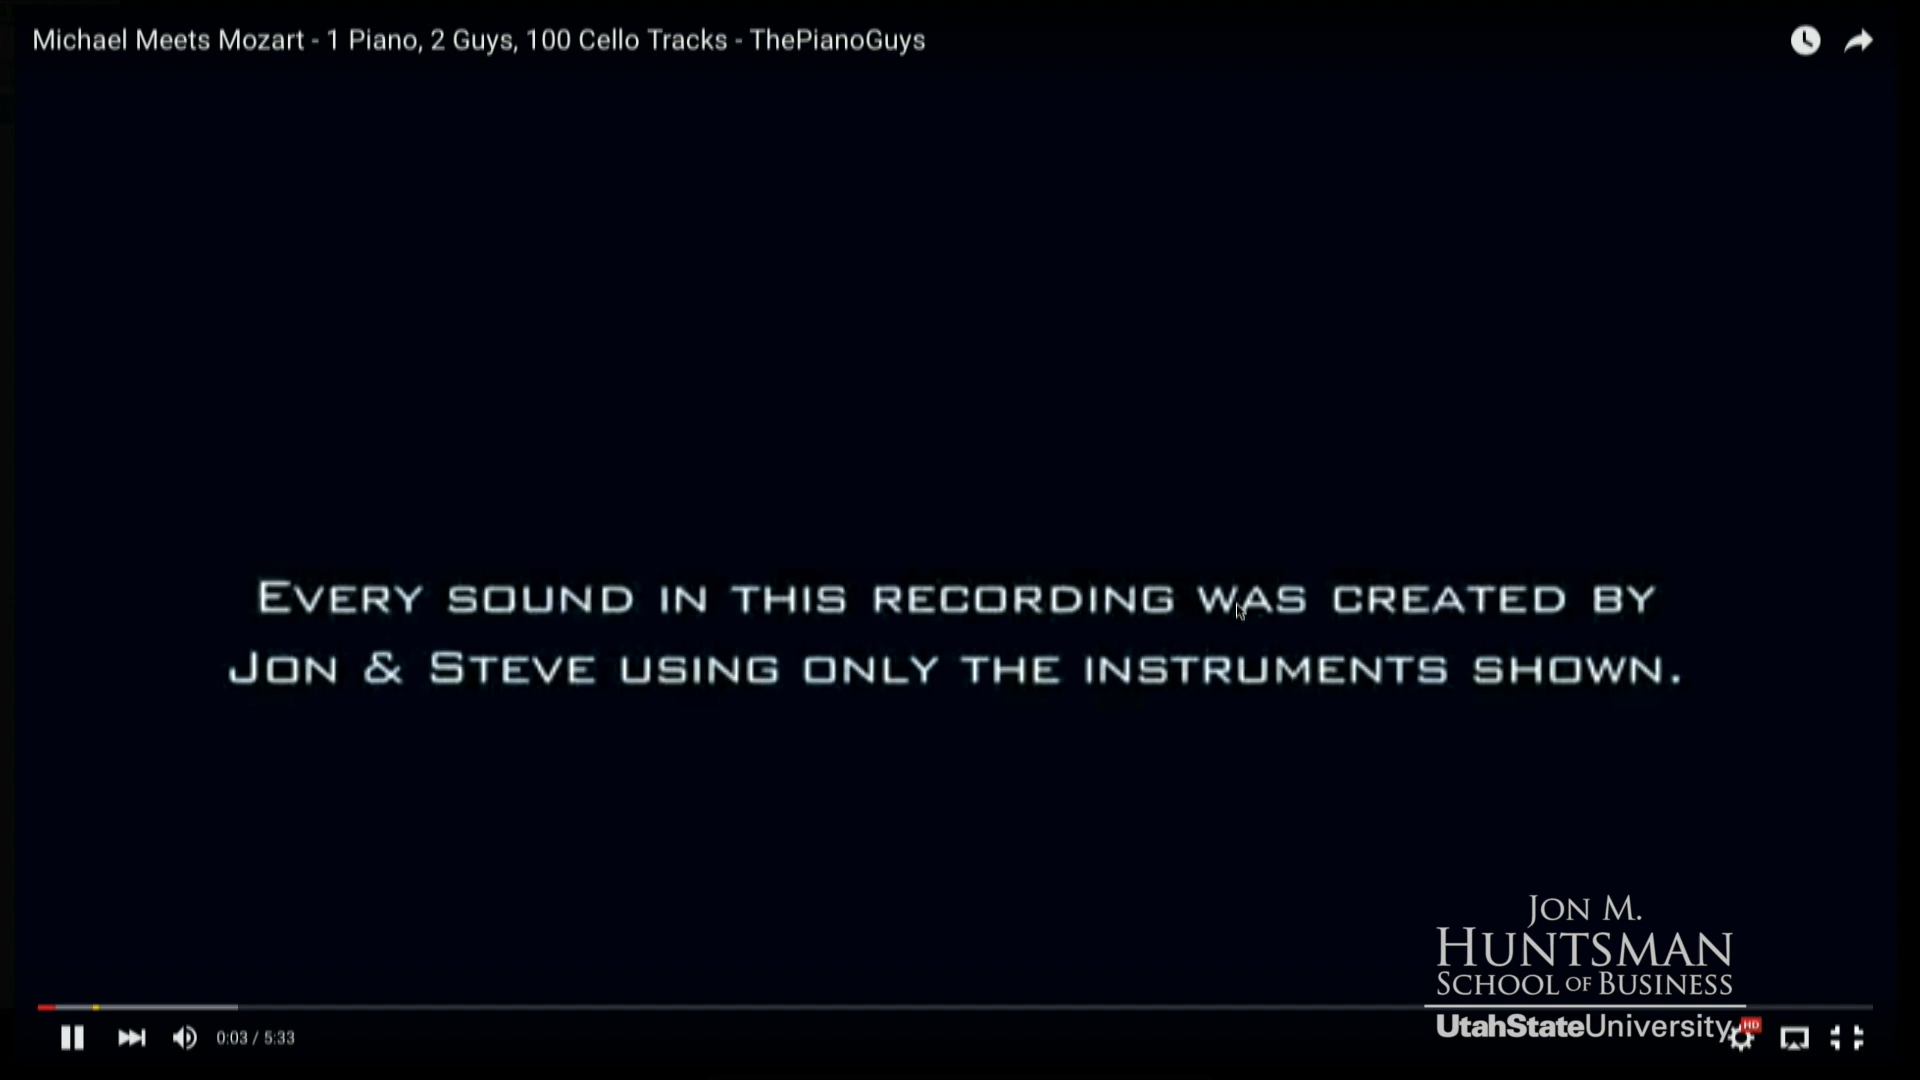 Michael Meets Mozart - 1 Piano, 2 Guys, 100 Cello Tracks - ThePianoGuys
EVERY SOUND IN THIS RECORDING WAS CREATED BY
JON & STEVE USING ONLY THE INSTRUMENTS SHOWN.
JON M.
HUNTSMAN
SCHOOL OF BUSINESS
UtahStateUniversity
HD
0:03 / 5:33